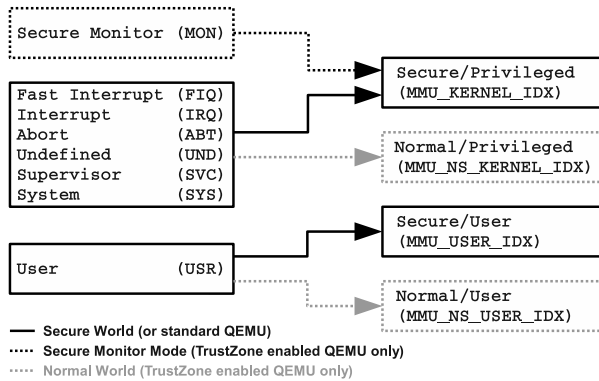 Secure Monitor (MON)
Fast Interrupt (FIQ)
Interrupt (IRQ)
Abort (ABT)
Undefined (UND)
Supervisor (SVC)
System (SYS)
User (USR)
Secure/Privileged
(MMU_KERNEL_IDX)
Normal/Privileged
(MMU_NS_KERNEL_IDX)
Secure/User
(MMU_USER_IDX)
Normal/User
(MMU_NS_USER_IDX)
Secure World (or standard QEMU)
Secure Monitor Mode (TrustZone enabled QEMU only)
Normal World (TrustZone enabled QEMU only)